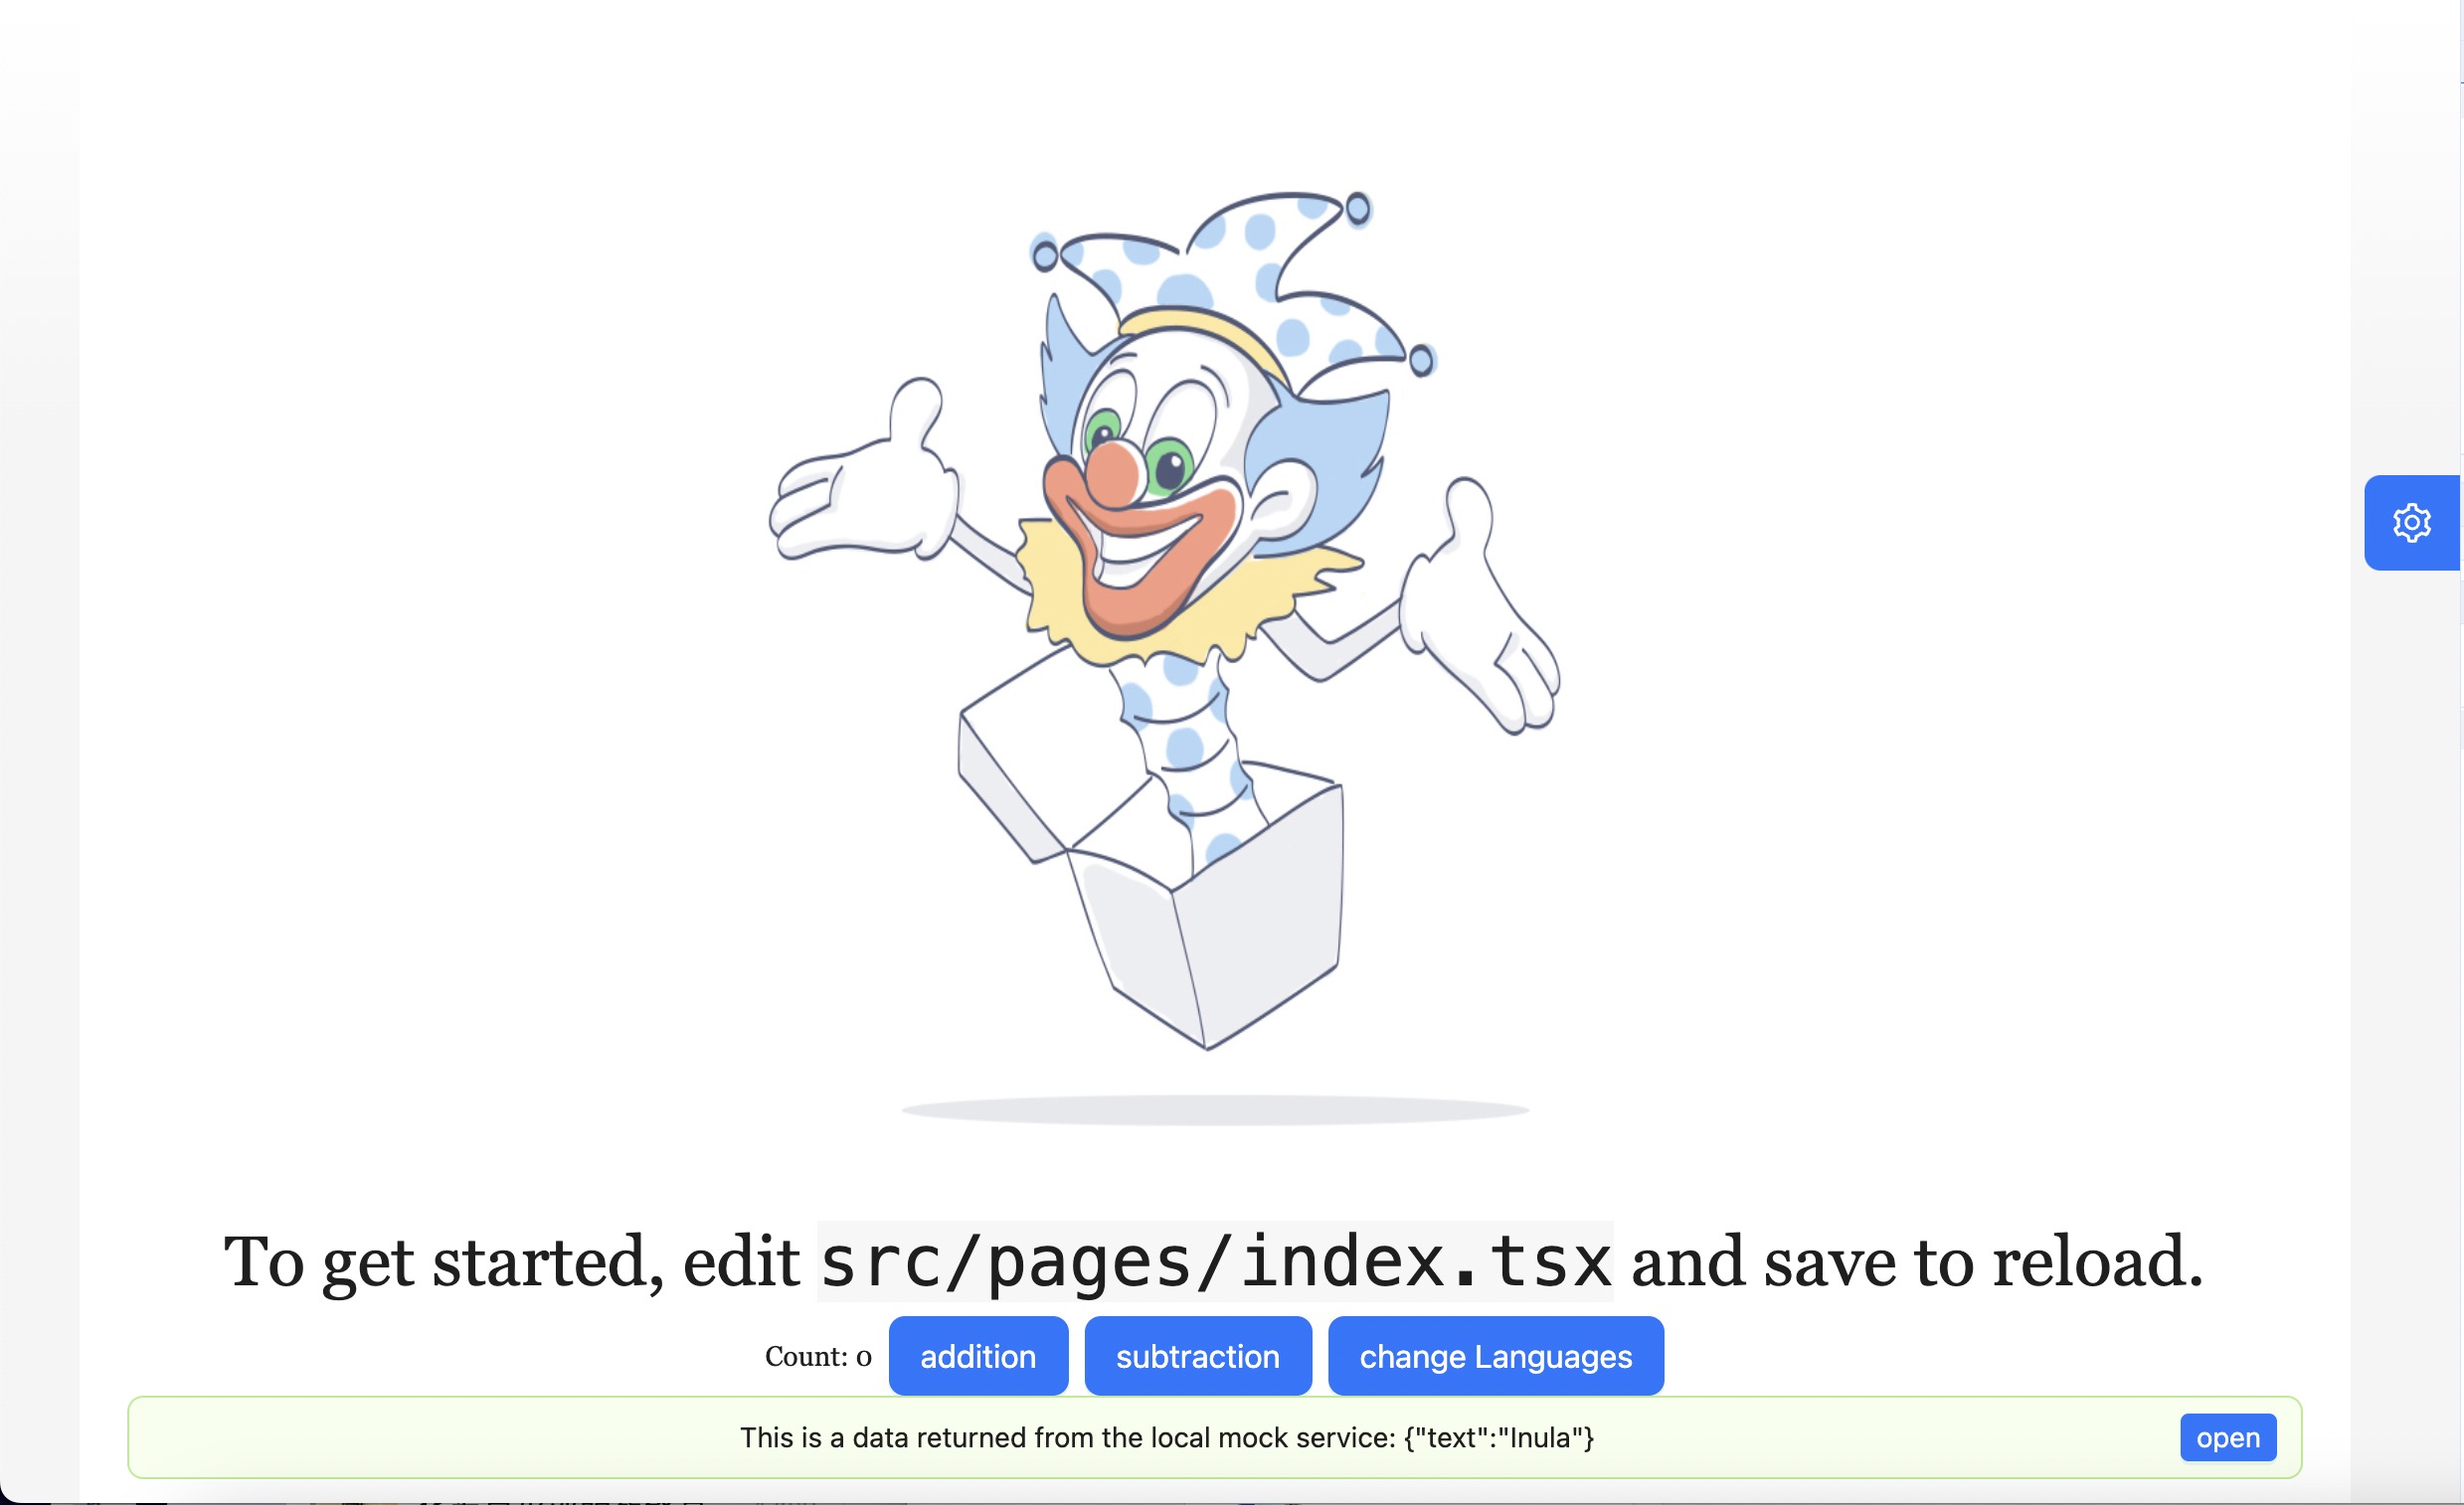 To get started, edit src/pages/index.tsx and save to reload.
Count: 0 addition subtraction change Languages
This is a data returned from the local mock service: {"text":"Inula"} open